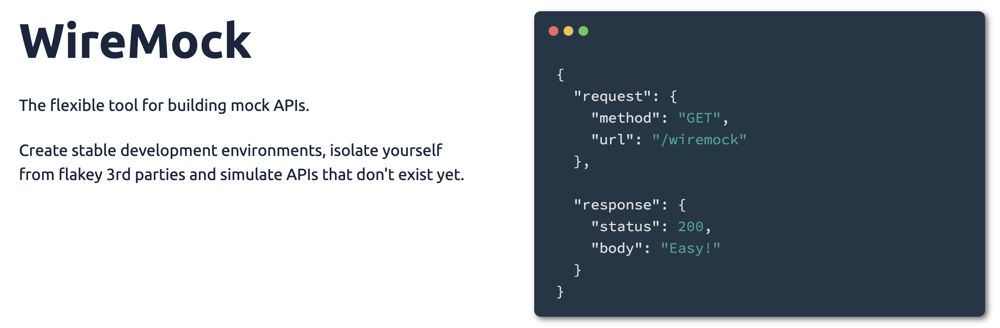 WireMock
The flexible tool for building mock APIs.
Create stable development environments, isolate yourself
from flakey 3rd parties and simulate APIs that don't exist yet.
{
  "request": {
    "method": "GET",
    "url": "/wiremock"
  },
  "response": {
    "status": 200,
    "body": "Easy!"
  }
}